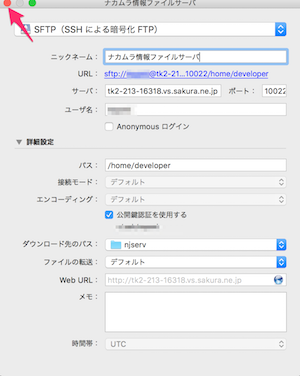 ナカムラ情報ファイルサーバ
SFTP（SSH による暗号化 FTP）
ニックネーム： ナカムラ情報ファイルサーバ
URL： sftp:// @tk2-21...10022/home/developer
サーバ： tk2-213-16318.vs.sakura.ne.jp ポート： 10022
ユーザ名：
Anonymous ログイン
▼ 詳細設定
パス： /home/developer
接続モード： デフォルト
エンコーディング： デフォルト
公開鍵認証を使用する
ダウンロード先のパス： njserv
ファイルの転送： デフォルト
Web URL： http://tk2-213-16318.vs.sakura.ne.jp
メモ：
時間帯： UTC